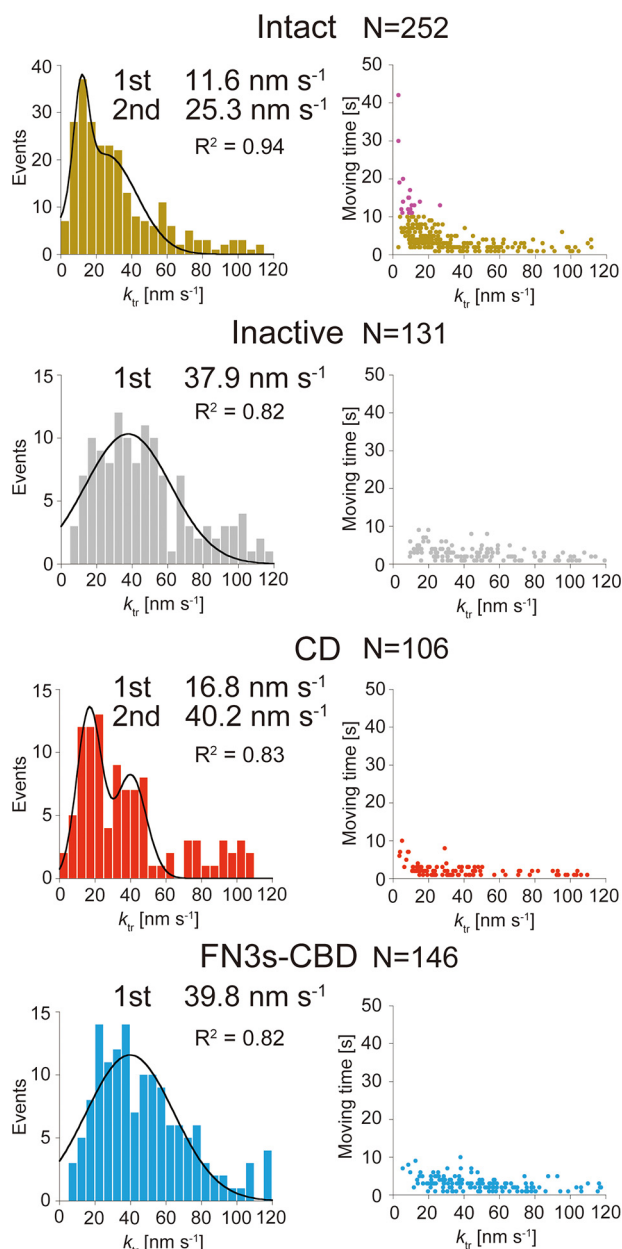 Intact N=252
1st 11.6 nm s-1
2nd 25.3 nm s-1
R2 = 0.94
Events
40
30
20
10
0
0 20 40 60 80 100 120
ktr [nm s-1]
Moving time [s]
50
40
30
20
10
0
0 20 40 60 80 100 120
ktr [nm s-1]
Inactive N=131
1st 37.9 nm s-1
R2 = 0.82
Events
15
10
5
0
0 20 40 60 80 100 120
ktr [nm s-1]
Moving time [s]
50
40
30
20
10
0
0 20 40 60 80 100 120
ktr [nm s-1]
CD N=106
1st 16.8 nm s-1
2nd 40.2 nm s-1
R2 = 0.83
Events
15
10
5
0
0 20 40 60 80 100 120
ktr [nm s-1]
Moving time [s]
50
40
30
20
10
0
0 20 40 60 80 100 120
ktr [nm s-1]
FN3s-CBD N=146
1st 39.8 nm s-1
R2 = 0.82
Events
15
10
5
0
0 20 40 60 80 100 120
ktr [nm s-1]
Moving time [s]
50
40
30
20
10
0
0 20 40 60 80 100 120
ktr [nm s-1]